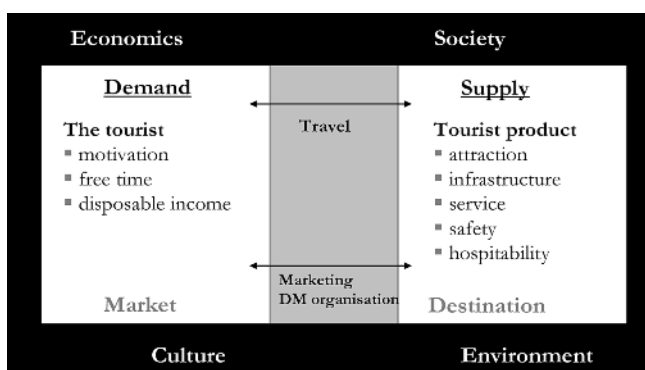 Economics
Society
Demand
The tourist
▪ motivation
▪ free time
▪ disposable income
Market
Travel
Marketing
DM organisation
Supply
Tourist product
▪ attraction
▪ infrastructure
▪ service
▪ safety
▪ hospitability
Destination
Culture
Environment